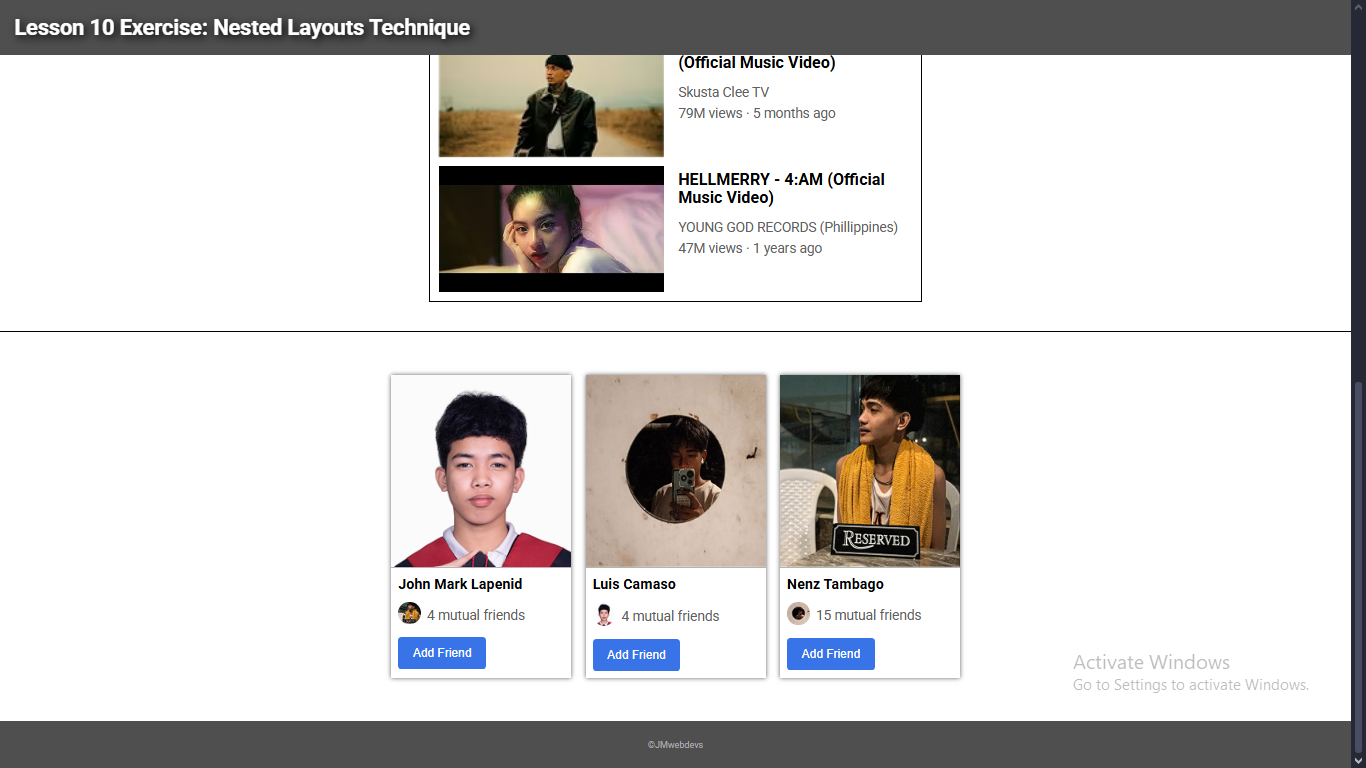 Lesson 10 Exercise: Nested Layouts Technique
(Official Music Video)
Skusta Clee TV
79M views · 5 months ago
HELLMERRY - 4:AM (Official
Music Video)
YOUNG GOD RECORDS (Phillippines)
47M views · 1 years ago
RESERVED
John Mark Lapenid
4 mutual friends
Add Friend
Luis Camaso
4 mutual friends
Add Friend
Nenz Tambago
15 mutual friends
Add Friend
Activate Windows
Go to Settings to activate Windows.
©JMwebdevs